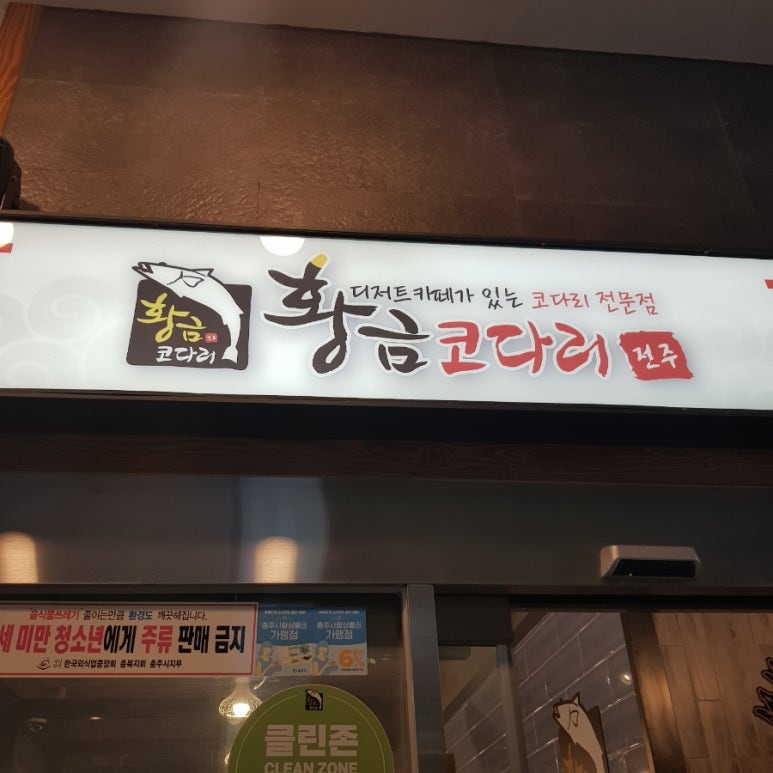 디저트카페가 있는 코다리 전문점
황금코다리 전주
황금
코다리
음식물쓰레기 줄이는만큼 환경도 깨끗해집니다.
세 미만 청소년에게 주류 판매 금지
한국외식업중앙회 충북지회 충주시지부
충주사랑상품권
가맹점
충주사랑상품권
가맹점
6%
클린존
CLEAN ZONE